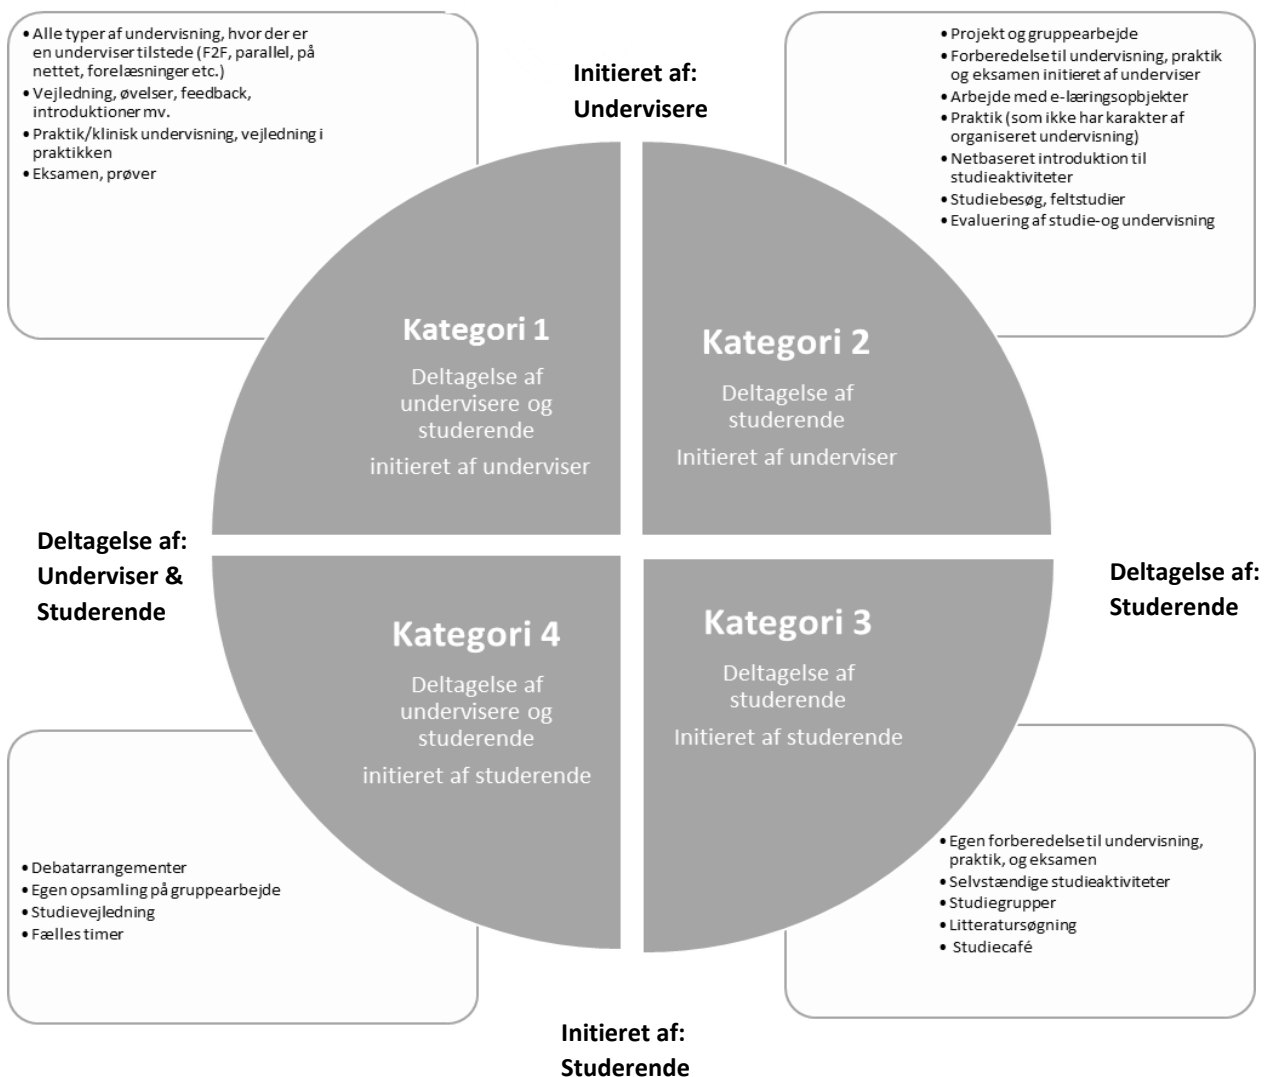 • Alle typer af undervisning, hvor der er
en underviser tilstede (F2F, parallel, på
nettet, forelæsninger etc.)
• Vejledning, øvelser, feedback,
introduktioner mv.
• Praktik/klinisk undervisning, vejledning i
praktikken
• Eksamen, prøver
Initieret af:
Undervisere
• Projekt og gruppearbejde
• Forberedelse til undervisning, praktik
og eksamen initieret af underviser
• Arbejde med e-læringsopbjekter
• Praktik (som ikke har karakter af
organiseret undervisning)
• Netbaseret introduktion til
studieaktiviteter
• Studiebesøg, feltstudier
• Evaluering af studie-og undervisning
Kategori 1
Deltagelse af
undervisere og
studerende
initieret af underviser
Kategori 2
Deltagelse af
studerende
Initieret af underviser
Deltagelse af:
Underviser &
Studerende
Deltagelse af:
Studerende
Kategori 4
Deltagelse af
undervisere og
studerende
initieret af studerende
Kategori 3
Deltagelse af
studerende
Initieret af studerende
• Debatarrangementer
• Egen opsamling på gruppearbejde
• Studievejledning
• Fælles timer
• Egen forberedelse til undervisning,
praktik, og eksamen
• Selvstændige studieaktiviteter
• Studiegrupper
• Litteratursøgning
• Studiecafé
Initieret af:
Studerende